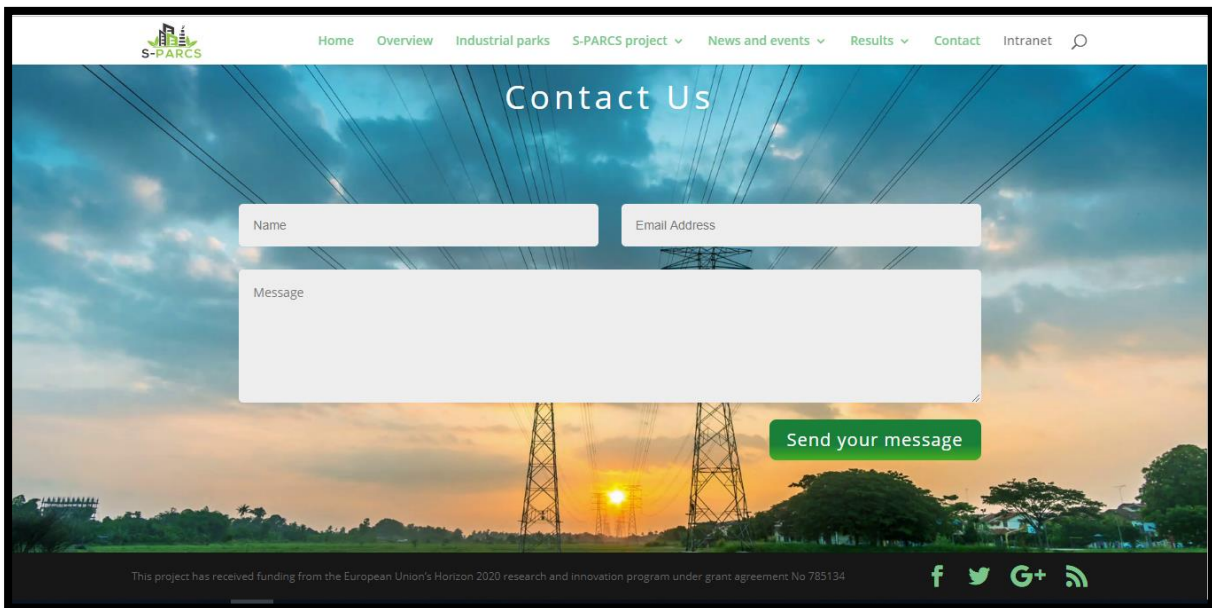 S-PARCS
Home Overview Industrial parks S-PARCS project News and events Results Contact Intranet
Contact Us
Name Email Address
Message
Send your message
This project has received funding from the European Union's Horizon 2020 research and innovation program under grant agreement No 785134
f G+